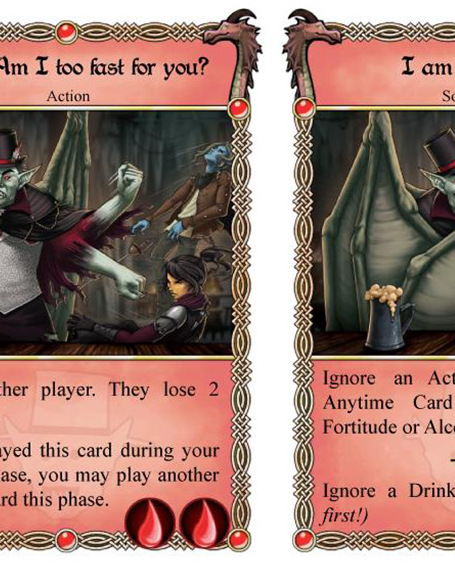 Am I too fast for you?
Action
ther player. They lose 2
yed this card during your
ase, you may play another
rd this phase.
I am
So
Ignore an Act
Anytime Card
Fortitude or Alco
Ignore a Drink
first!)